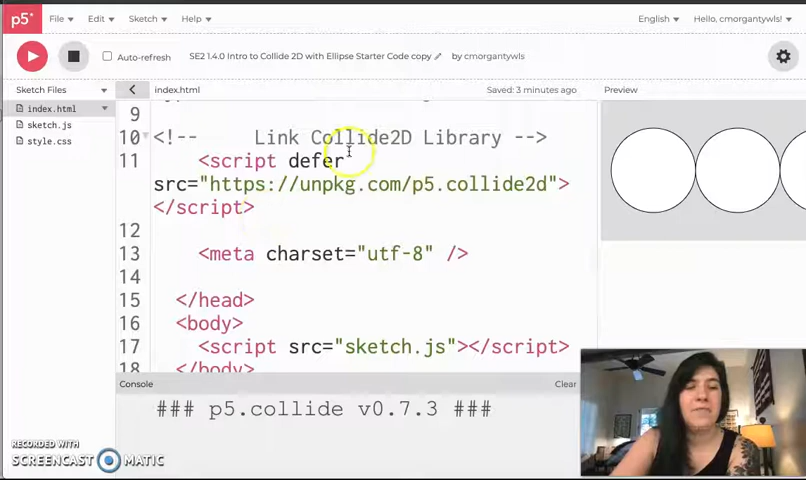 p5* File Edit Sketch Help English Hello, cmorgantywls!
Auto-refresh SE2 1.4.0 Intro to Collide 2D with Ellipse Starter Code copy by cmorgantywls
Sketch Files index.html Saved: 3 minutes ago Preview
index.html
sketch.js
style.css
9
10 <!-- Link Collide2D Library -->
11 <script defer
src="https://unpkg.com/p5.collide2d">
</script>
12
13 <meta charset="utf-8" />
14
15 </head>
16 <body>
17 <script src="sketch.js"></script>
18 </body>
Console Clear
### p5.collide v0.7.3 ###
RECORDED WITH
SCREENCAST MATIC